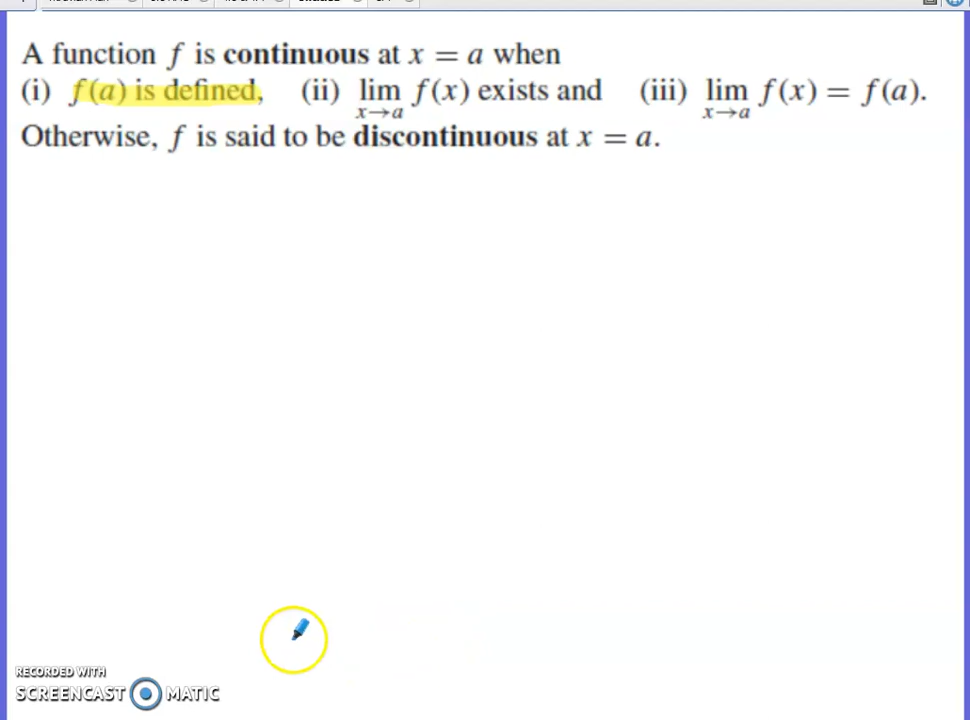 A function f is continuous at x = a when
(i) f(a) is defined, (ii) lim x→a f(x) exists and (iii) lim x→a f(x) = f(a).
Otherwise, f is said to be discontinuous at x = a.
RECORDED WITH
SCREENCAST MATIC